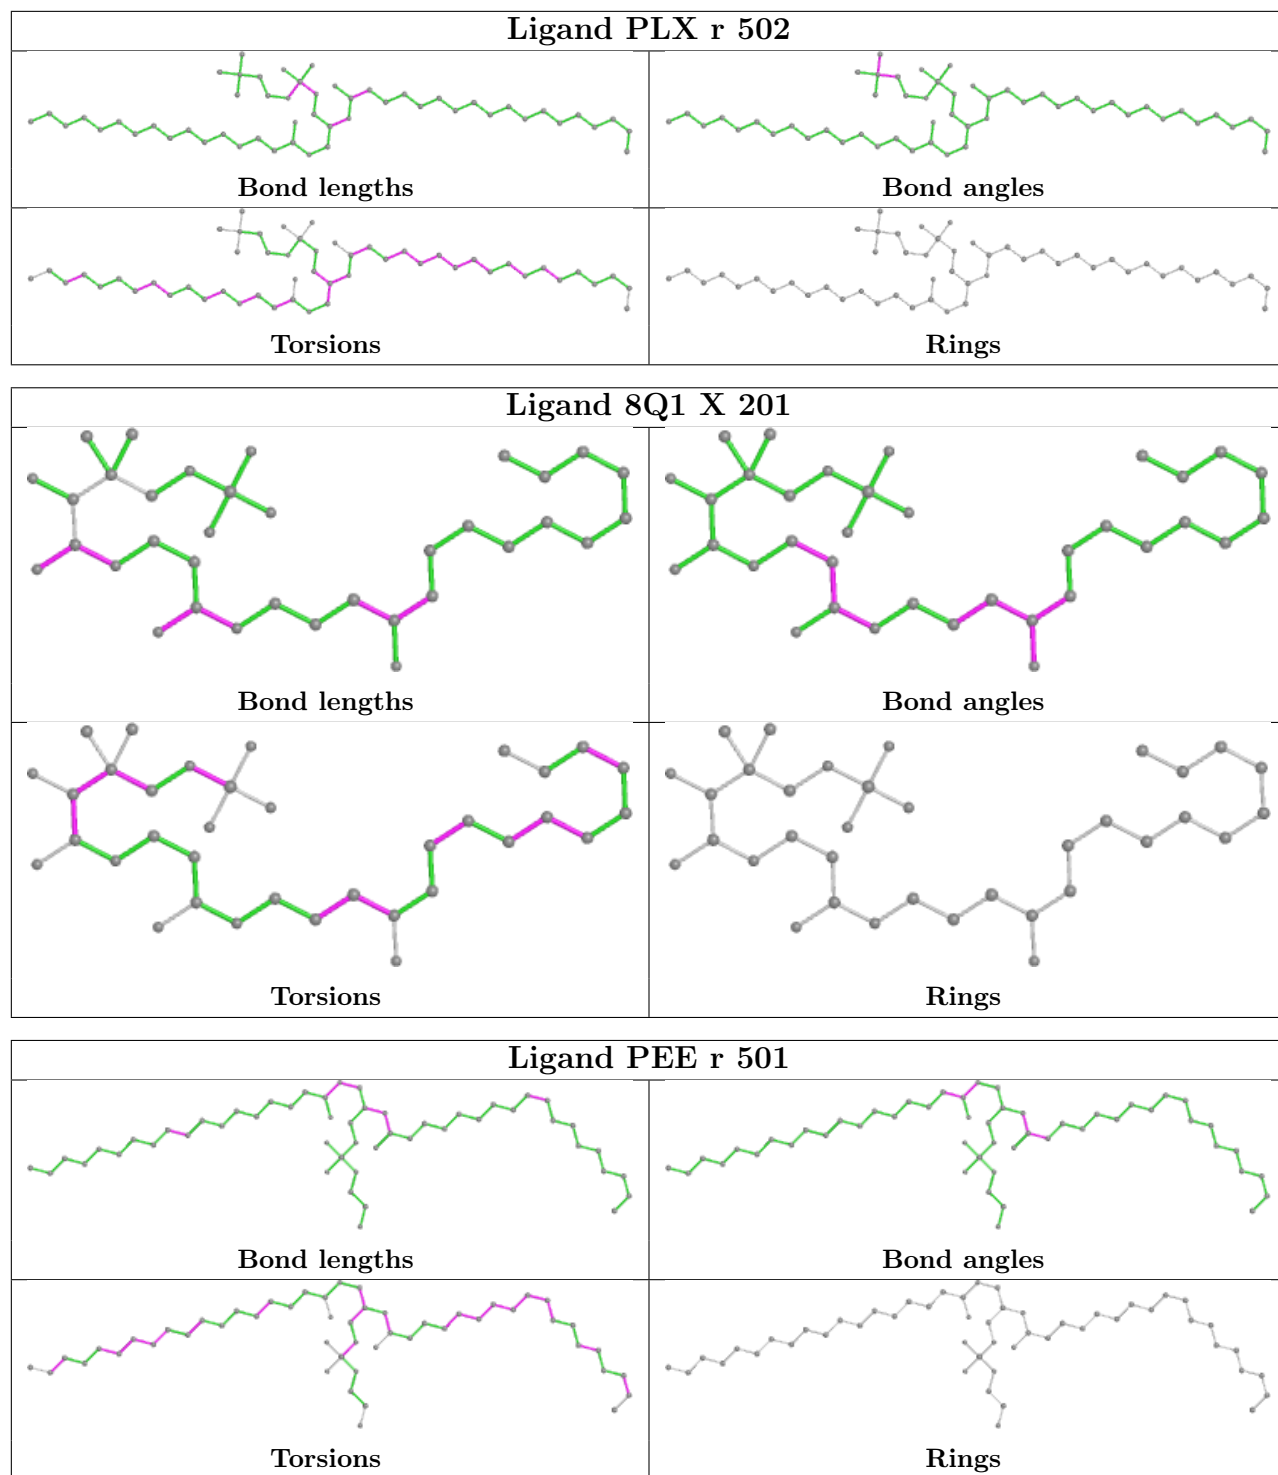 Ligand PLX r 502
Bond lengths
Bond angles
Torsions
Rings
Ligand 8Q1 X 201
Bond lengths
Bond angles
Torsions
Rings
Ligand PEE r 501
Bond lengths
Bond angles
Torsions
Rings